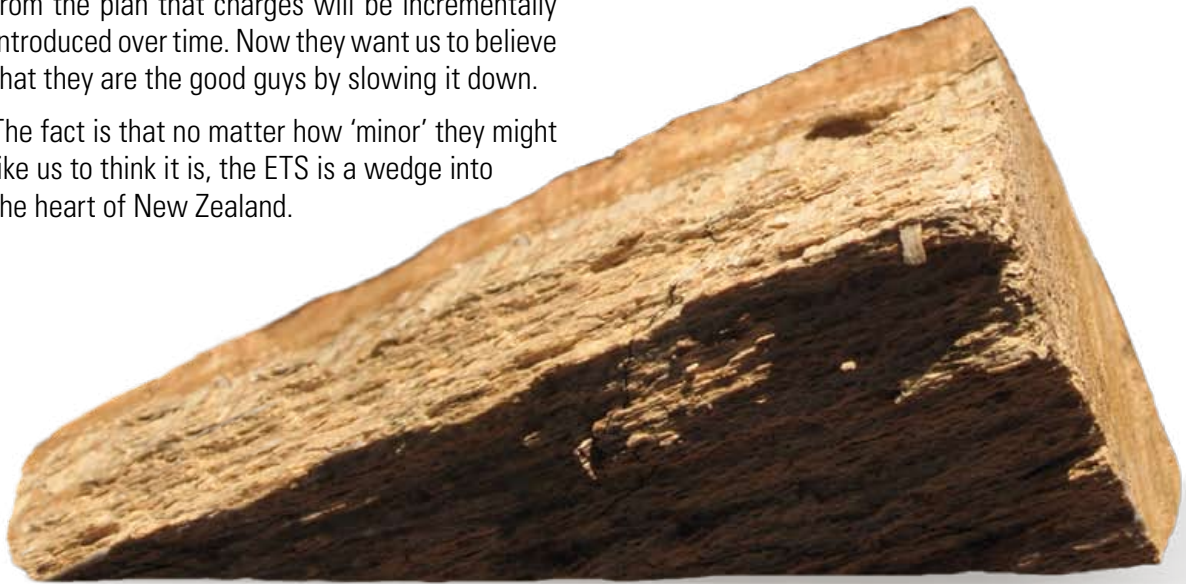 rom the plan that charges will be incrementally
ntroduced over time. Now they want us to believe
hat they are the good guys by slowing it down.
The fact is that no matter how ‘minor’ they might
ike us to think it is, the ETS is a wedge into
he heart of New Zealand.